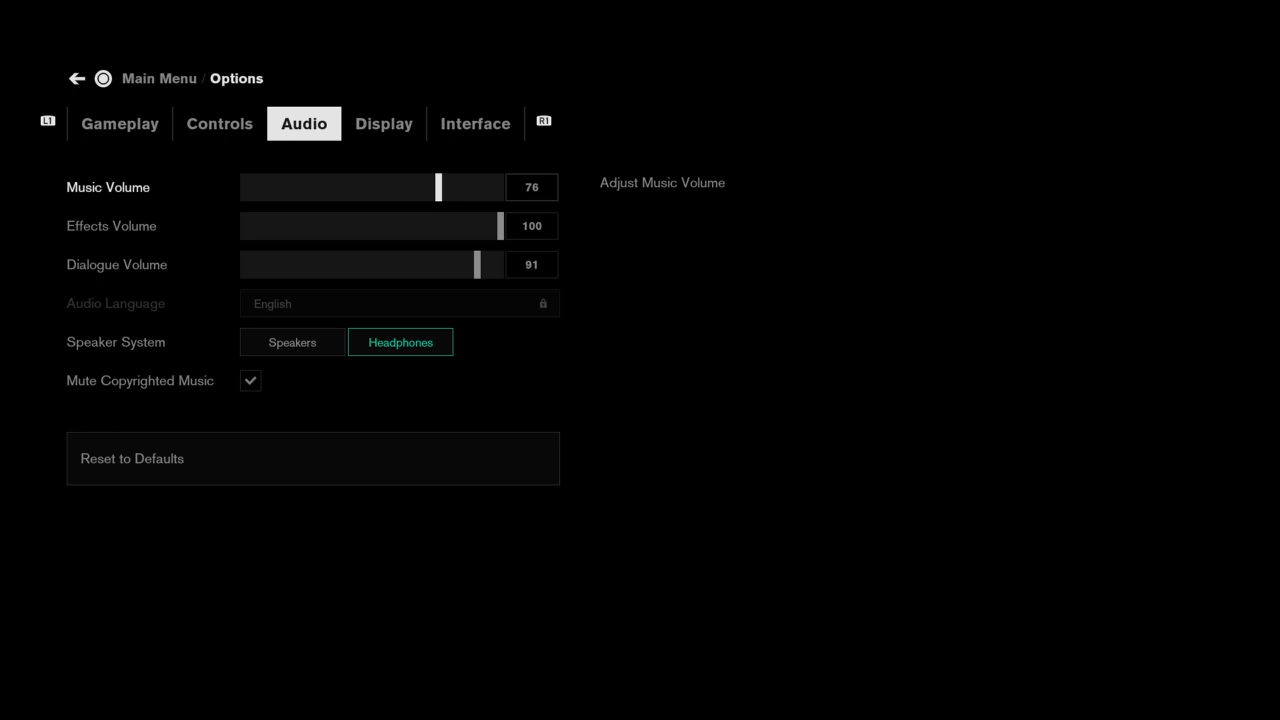 Main Menu / Options
L1 Gameplay Controls Audio Display Interface R1
Music Volume 76 Adjust Music Volume
Effects Volume 100
Dialogue Volume 91
Audio Language English
Speaker System Speakers Headphones
Mute Copyrighted Music
Reset to Defaults